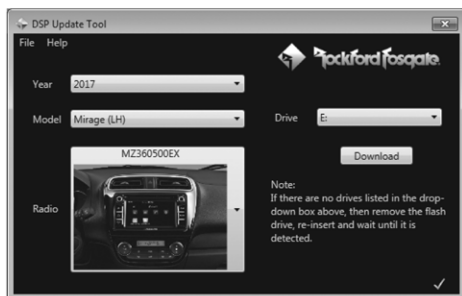 DSP Update Tool
File Help
Rockford Fosgate
Year 2017
Model Mirage (LH)
Drive E:
MZ360500EX
Download
Radio
Note:
If there are no drives listed in the drop-
down box above, then remove the flash
drive, re-insert and wait until it is
detected.